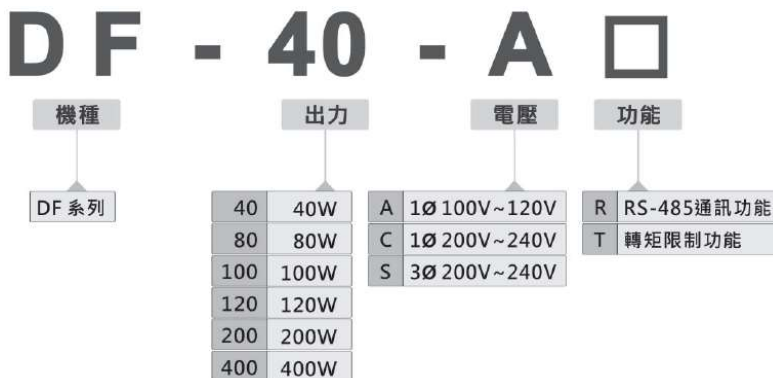 DF - 40 - A □
機種 出力 電壓 功能
DF 系列 40 40W A 1Ø 100V~120V R RS-485通訊功能
80 80W C 1Ø 200V~240V T 轉矩限制功能
100 100W S 3Ø 200V~240V
120 120W
200 200W
400 400W